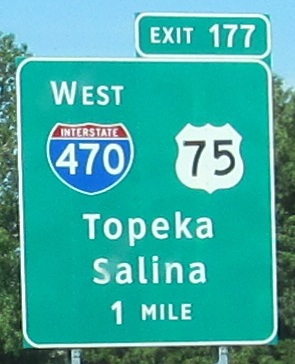 EXIT 177
WEST
INTERSTATE
470 75
Topeka
Salina
1 MILE